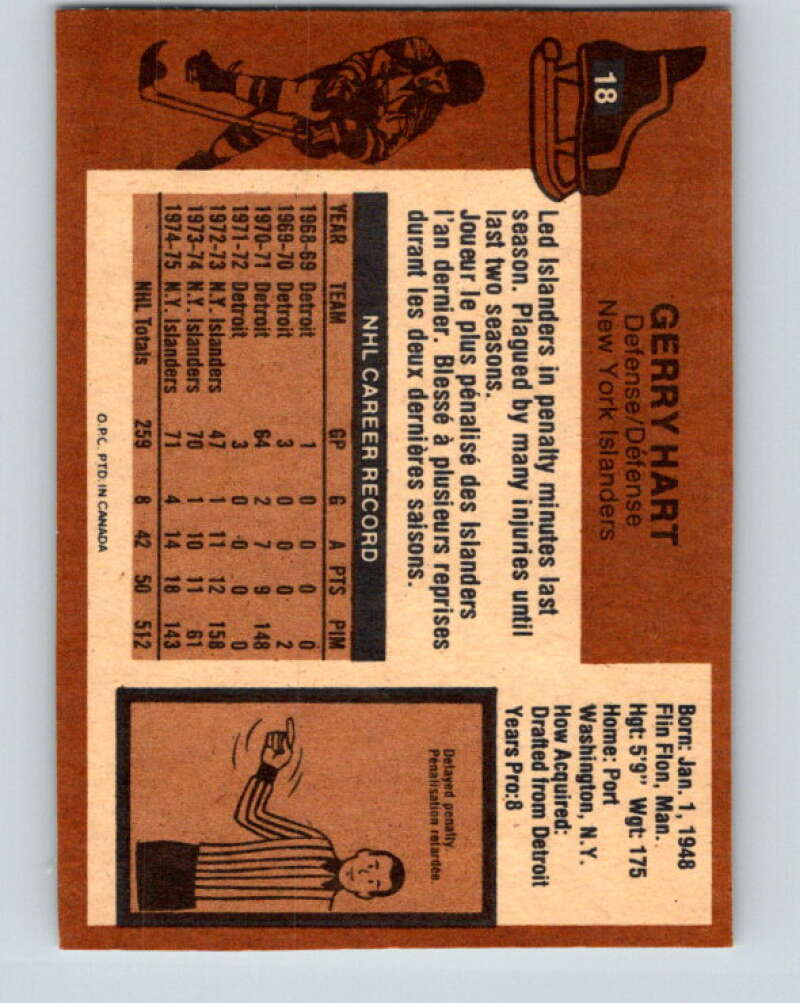 18
GERRY HART
Defense/Defense
New York Islanders
Born: Jan. 1, 1948
Flin Flon, Man.
Hgt: 5'9" Wgt: 175
Home: Port
Washington, N.Y.
How Acquired:
Drafted from Detroit
Years Pro:8
Led Islanders in penalty minutes last
season. Plagued by many injuries until
last two seasons.
Joueur le plus pénalisé des Islanders
l'an dernier. Blessé à plusieurs reprises
durant les deux dernières saisons.
NHL CAREER RECORD
YEAR TEAM GP G A PTS PIM
1968-69 Detroit 1 0 0 0 0
1969-70 Detroit 3 0 0 0 2
1970-71 Detroit 64 2 7 9 148
1971-72 Detroit 3 0 0 0 0
1972-73 N.Y. Islanders 47 1 11 12 158
1973-74 N.Y. Islanders 70 1 10 11 61
1974-75 N.Y. Islanders 71 4 14 18 143
NHL Totals 259 8 42 50 512
O.P.C. PTD. IN CANADA
Delayed penalty.
Pénalisation retardée.